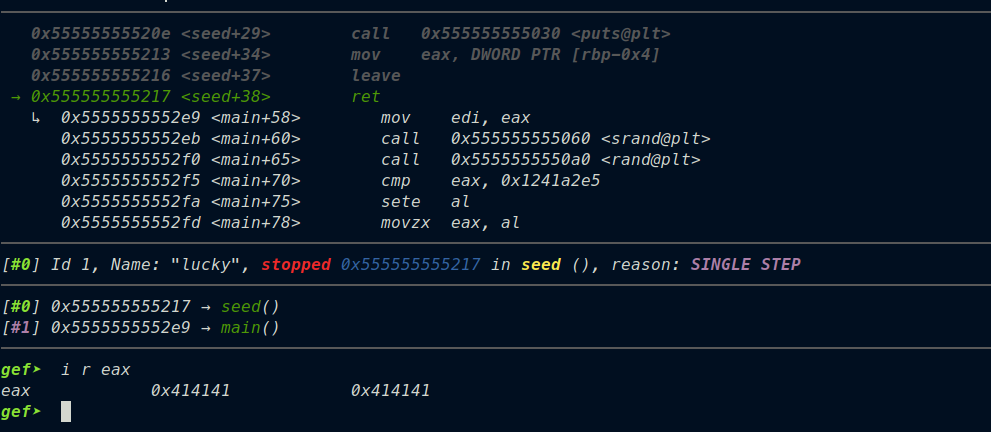 0x55555555520e <seed+29>        call   0x555555555030 <puts@plt>
0x555555555213 <seed+34>        mov    eax, DWORD PTR [rbp-0x4]
0x555555555216 <seed+37>        leave
→ 0x555555555217 <seed+38>        ret
↳  0x5555555552e9 <main+58>        mov    edi, eax
0x5555555552eb <main+60>        call   0x555555555060 <srand@plt>
0x5555555552f0 <main+65>        call   0x5555555550a0 <rand@plt>
0x5555555552f5 <main+70>        cmp    eax, 0x1241a2e5
0x5555555552fa <main+75>        sete   al
0x5555555552fd <main+78>        movzx  eax, al
[#0] Id 1, Name: "lucky", stopped 0x555555555217 in seed (), reason: SINGLE STEP
[#0] 0x555555555217 → seed()
[#1] 0x5555555552e9 → main()
gef➤  i r eax
eax            0x414141            0x414141
gef➤